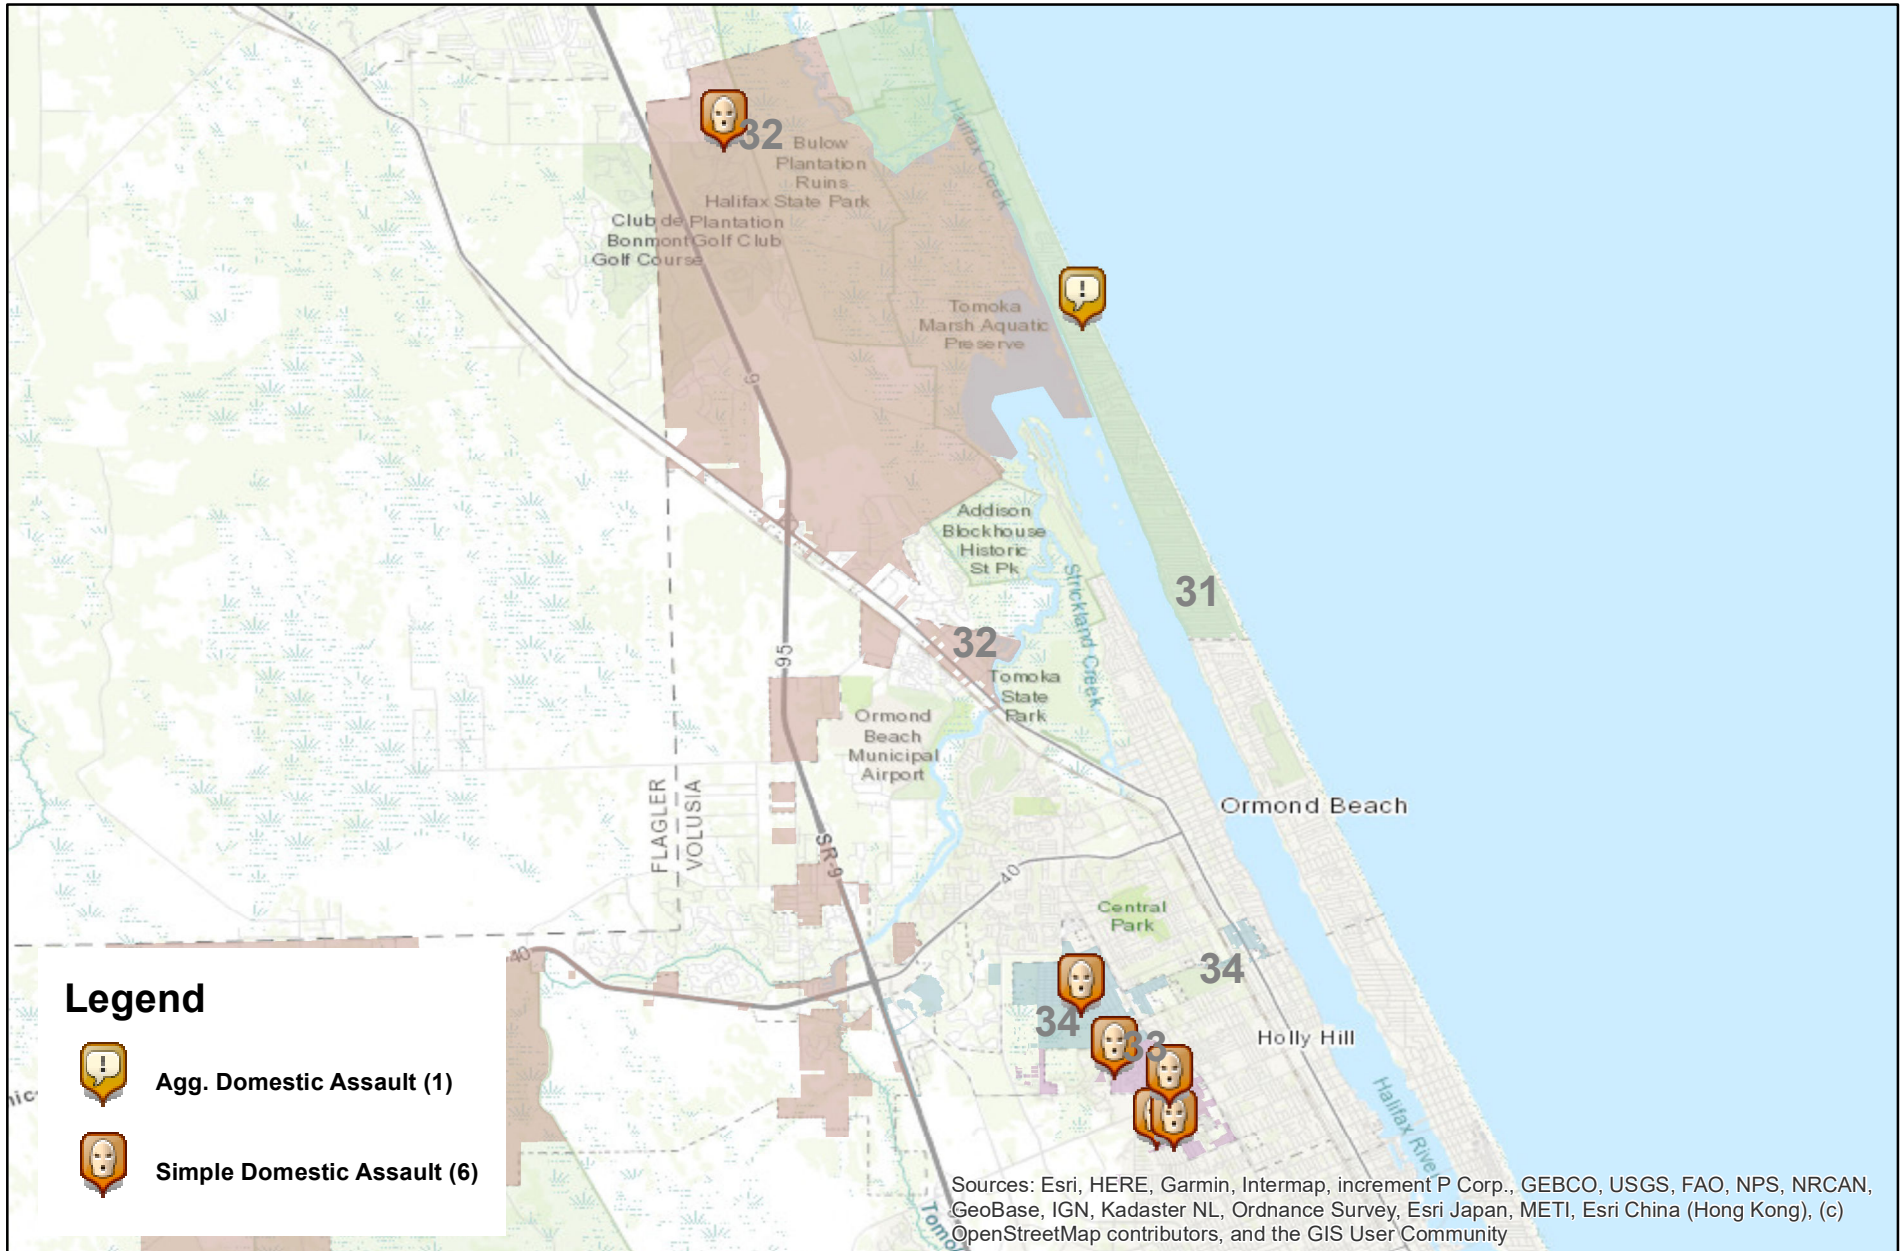 32
Bulow
Plantation
Ruins
Halifax State Park
Halifax Creek
Club de Plantation
Bonmont Golf Club
Golf Course
Tomoka
Marsh Aquatic
Preserve
9
Addison
Blockhouse
Historic
St Pk
Strickland Creek
31
32
95
Tomoka
State
Park
Ormond
Beach
Municipal
Airport
FLAGLER
VOLUSIA
Ormond Beach
SR-9
40
Central
Park
34
40
34
33
Holly Hill
Halifax River
Legend
Agg. Domestic Assault (1)
Simple Domestic Assault (6)
Sources: Esri, HERE, Garmin, Intermap, increment P Corp., GEBCO, USGS, FAO, NPS, NRCAN,
GeoBase, IGN, Kadaster NL, Ordnance Survey, Esri Japan, METI, Esri China (Hong Kong), (c)
OpenStreetMap contributors, and the GIS User Community